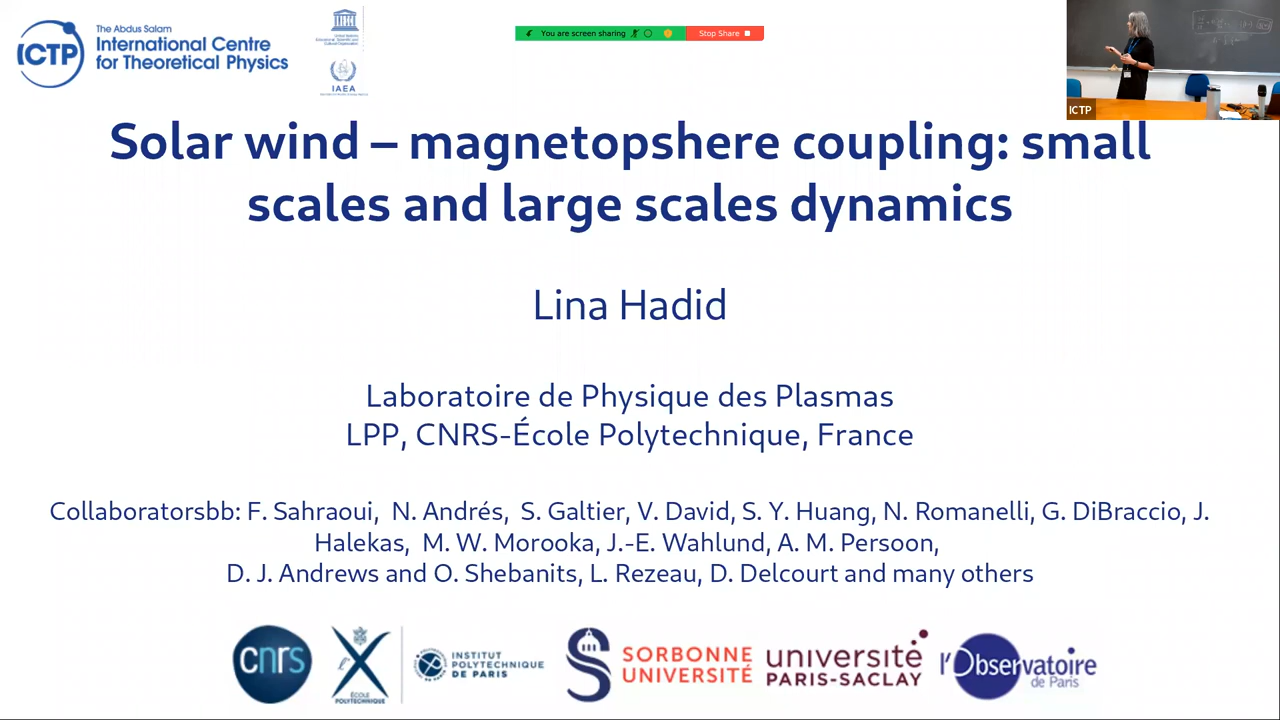 The Abdus Salam
International Centre
for Theoretical Physics
ICTP
IAEA
You are screen sharing
Stop Share
ICTP
Solar wind – magnetopshere coupling: small
scales and large scales dynamics
Lina Hadid
Laboratoire de Physique des Plasmas
LPP, CNRS-École Polytechnique, France
Collaboratorsbb: F. Sahraoui, N. Andrés, S. Galtier, V. David, S. Y. Huang, N. Romanelli, G. DiBraccio, J.
Halekas, M. W. Morooka, J.-E. Wahlund, A. M. Persoon,
D. J. Andrews and O. Shebanits, L. Rezeau, D. Delcourt and many others
cnrs
ÉCOLE
POLYTECHNIQUE
INSTITUT
POLYTECHNIQUE
DE PARIS
SORBONNE
UNIVERSITÉ
université
PARIS-SACLAY
l'Observatoire
de Paris